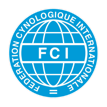 FEDERATION CYNOLOGIQUE INTERNATIONALE
FCI